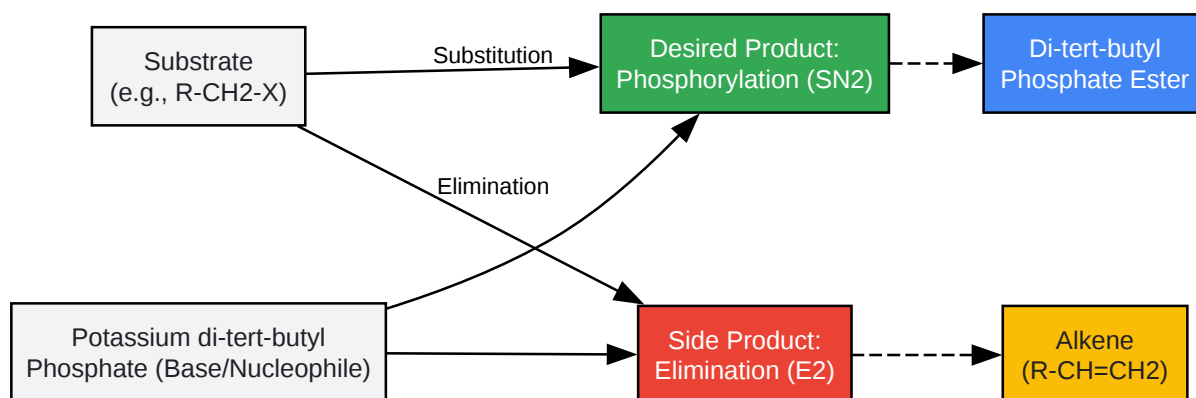 Substrate
(e.g., R-CH2-X)
Substitution
Desired Product:
Phosphorylation (SN2)
Di-tert-butyl
Phosphate Ester
Elimination
Potassium di-tert-butyl
Phosphate (Base/Nucleophile)
Side Product:
Elimination (E2)
Alkene
(R-CH=CH2)